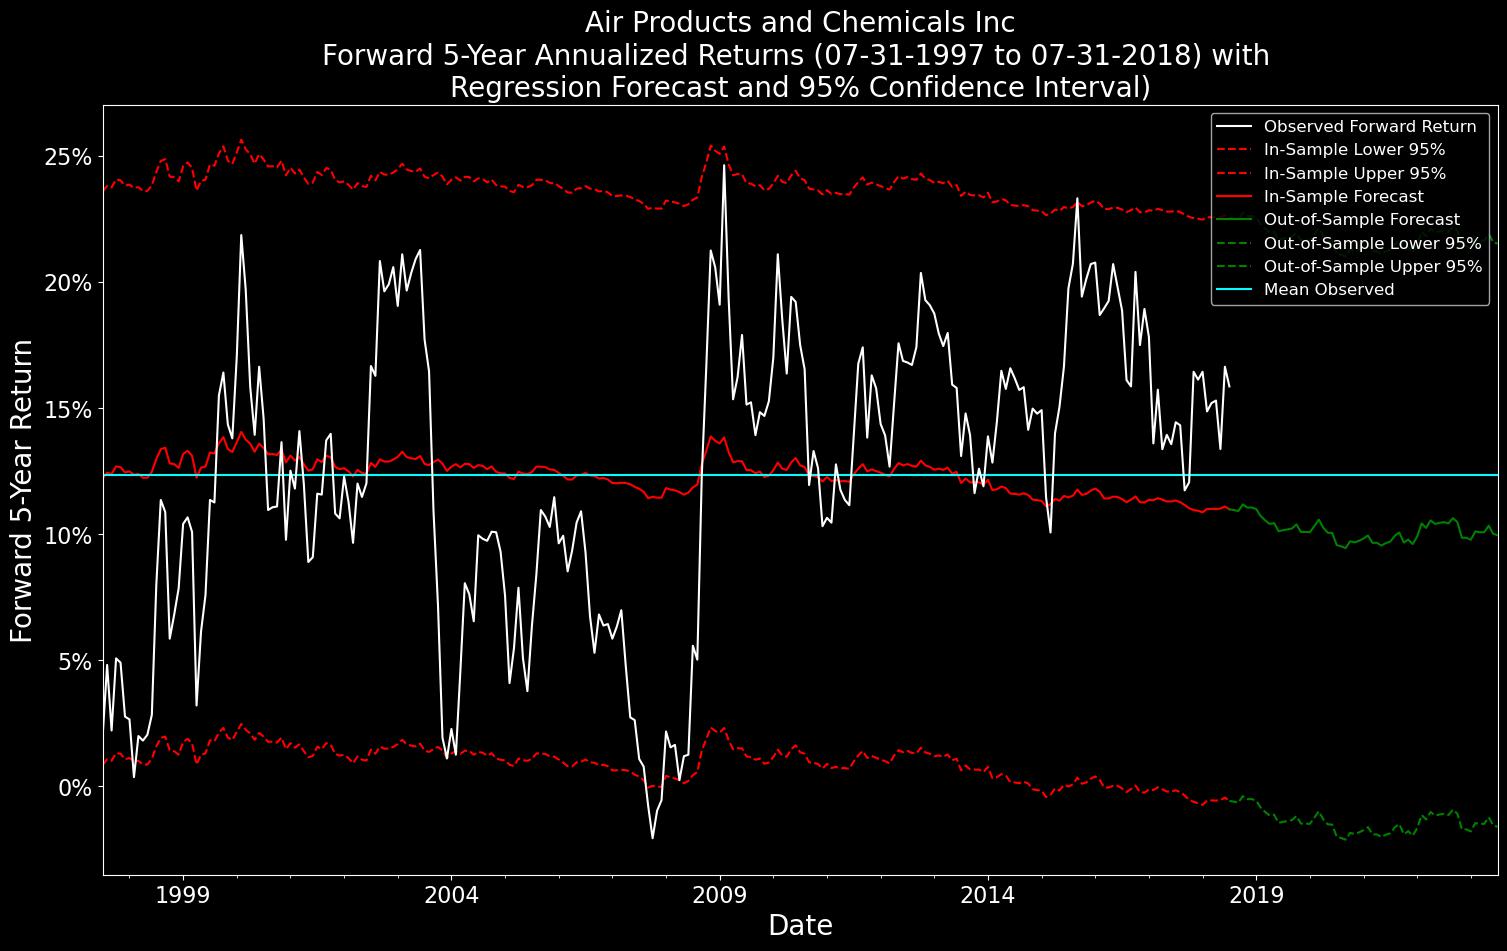 Air Products and Chemicals Inc
Forward 5-Year Annualized Returns (07-31-1997 to 07-31-2018) with
Regression Forecast and 95% Confidence Interval)
Observed Forward Return
In-Sample Lower 95%
In-Sample Upper 95%
In-Sample Forecast
Out-of-Sample Forecast
Out-of-Sample Lower 95%
Out-of-Sample Upper 95%
Mean Observed
Forward 5-Year Return
25%
20%
15%
10%
5%
0%
1999
2004
2009
2014
2019
Date